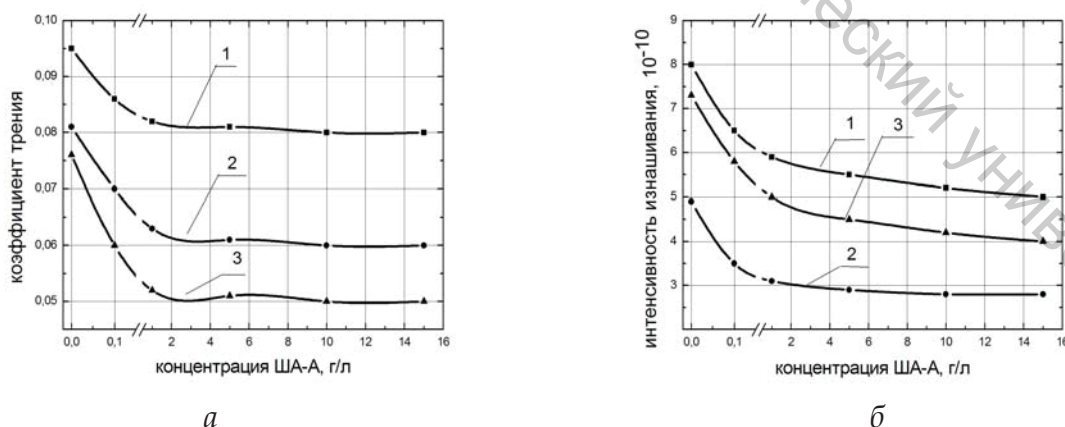 0,10
0,09
0,08
0,07
0,06
0,05
коэффициент трения
1
2
3
0,0 0,1 2 4 6 8 10 12 14 16
концентрация ША-А, г/л
а
9
8
7
6
5
4
3
интенсивность изнашивания, 10⁻¹⁰
1
3
2
0,0 0,1 2 4 6 8 10 12 14 16
концентрация ША-А, г/л
б